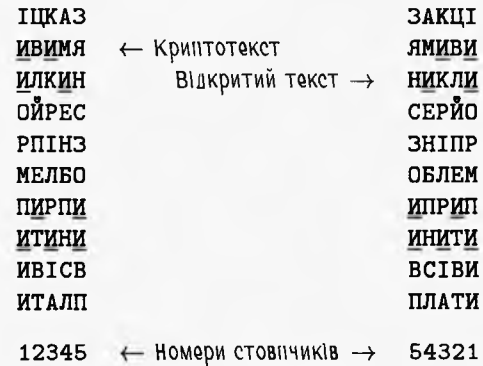 ІЦКАЗ ЗАКЦІ
ИВИМЯ ← Криптотекст ЯМИВИ
ИЛКИН Відкритий текст → НИКЛИ
ОЙРЕС СЕРЙО
РПІНЗ ЗНІПР
МЕЛБО ОБЛЕМ
ПИРПИ ИПРИП
ИТИНИ ИНИТИ
ИВІСВ ВСІВИ
ИТАЛП ПЛАТИ
12345 ← Номери стовпчиків → 54321